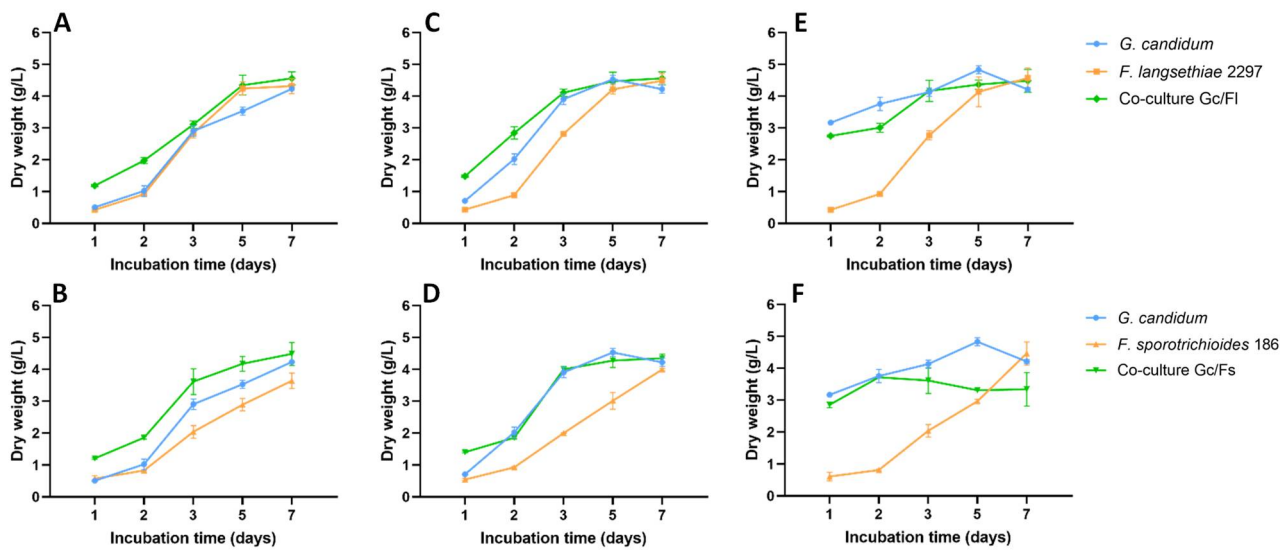 A
6
5
4
3
2
1
0
Dry weight (g/L)
1 2 3 5 7
Incubation time (days)
C
6
5
4
3
2
1
0
Dry weight (g/L)
1 2 3 5 7
Incubation time (days)
E
6
5
4
3
2
1
0
Dry weight (g/L)
1 2 3 5 7
Incubation time (days)
G. candidum
F. langsethiae 2297
Co-culture Gc/Fl
B
6
5
4
3
2
1
0
Dry weight (g/L)
1 2 3 5 7
Incubation time (days)
D
6
5
4
3
2
1
0
Dry weight (g/L)
1 2 3 5 7
Incubation time (days)
F
6
5
4
3
2
1
0
Dry weight (g/L)
1 2 3 5 7
Incubation time (days)
G. candidum
F. sporotrichioides 186
Co-culture Gc/Fs